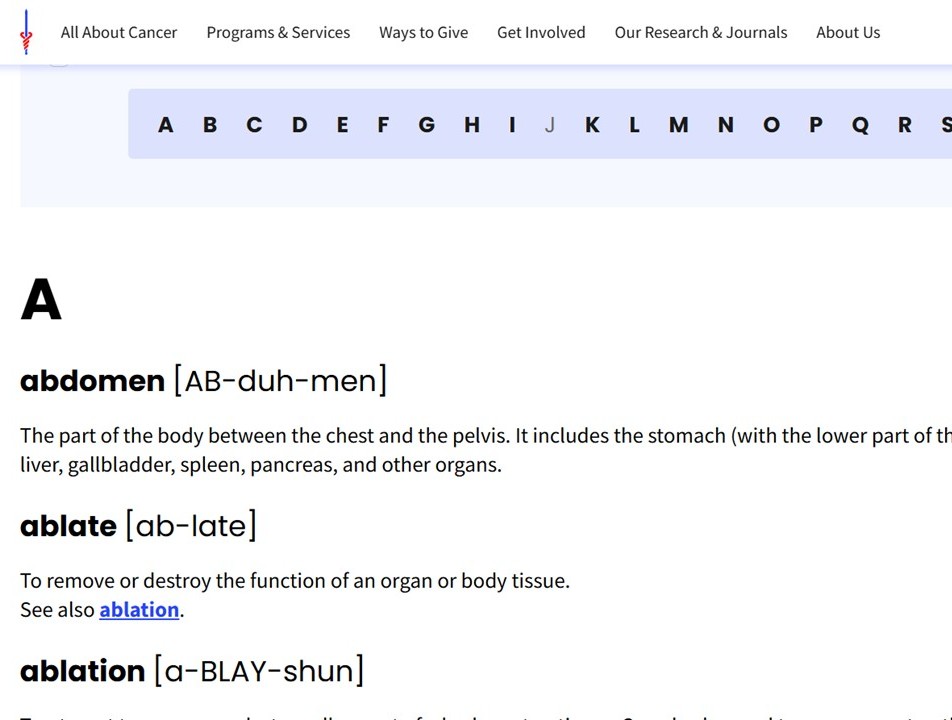 All About Cancer Programs & Services Ways to Give Get Involved Our Research & Journals About Us
A B C D E F G H I J K L M N O P Q R S
A
abdomen [AB-duh-men]
The part of the body between the chest and the pelvis. It includes the stomach (with the lower part of
liver, gallbladder, spleen, pancreas, and other organs.
ablate [ab-late]
To remove or destroy the function of an organ or body tissue.
See also ablation.
ablation [a-BLAY-shun]